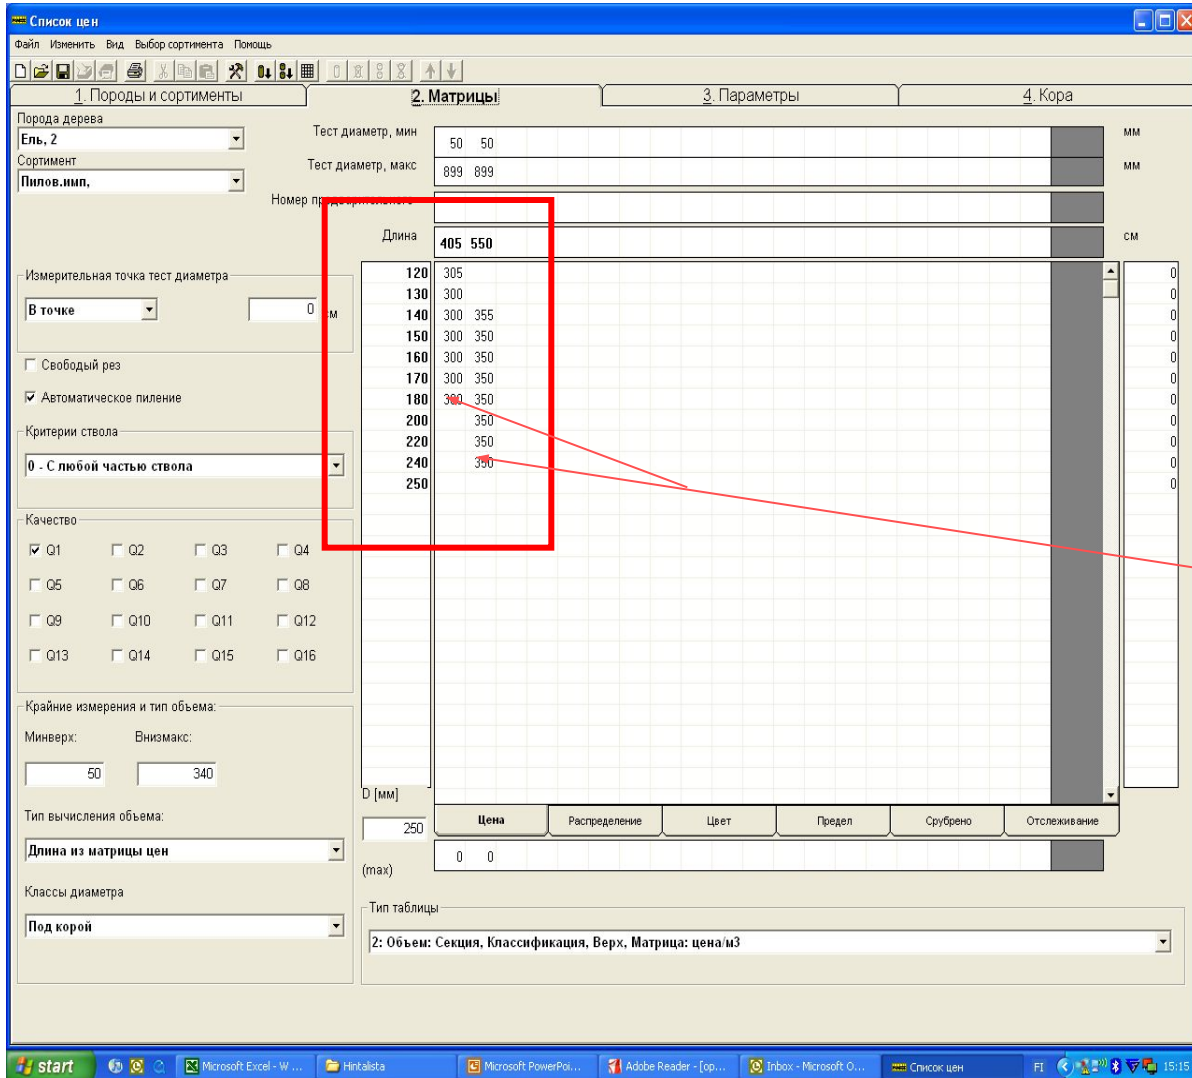 Список цен
Файл Изменить Вид Выбор сортимента Помощь
1. Породы и сортименты 2. Матрицы 3. Параметры 4. Кора
Порода дерева
Ель, 2
Сортимент
Пилов.имп,
Тест диаметр, мин 50 50 мм
Тест диаметр, макс 899 899 мм
Номер
Длина 405 550 см
Измерительная точка тест диаметра
В точке 0 см
Свободый рез
Автоматическое пиление
Критерии ствола
0 - С любой частью ствола
Качество
Q1 Q2 Q3 Q4
Q5 Q6 Q7 Q8
Q9 Q10 Q11 Q12
Q13 Q14 Q15 Q16
Крайние измерения и тип объема:
Минверх: Внизмакс:
50 340
Тип вычисления объема:
Длина из матрицы цен
Классы диаметра
Под корой
120 305 0
130 300 0
140 300 355 0
150 300 350 0
160 300 350 0
170 300 350 0
180 300 350 0
200 350 0
220 350 0
240 350 0
250 0
D [мм]
250
(max)
Цена Распределение Цвет Предел Срубрено Отслеживание
0 0
Тип таблицы
2: Объем: Секция, Классификация, Верх, Матрица: цена/м3
start Microsoft Excel - W ... Hintalista Microsoft PowerPoi... Adobe Reader - [op... Inbox - Microsoft O... Список цен FI 15:15